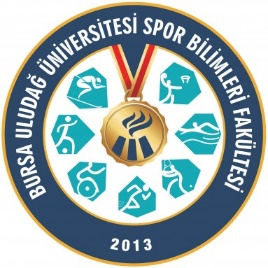 BURSA ULUDAĞ ÜNİVERSİTESİ SPOR BİLİMLERİ FAKÜLTESİ
2013